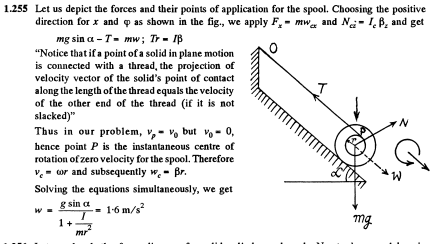 1.255 Let us depict the forces and their points of application for the spool. Choosing the positive
direction for x and φ as shown in the fig., we apply F_x = mw_cx and N_cz = I_c β_z and get
mg sin α - T = mw ; Tr = Iβ
“Notice that if a point of a solid in plane motion
is connected with a thread, the projection of
velocity vector of the solid's point of contact
along the length of the thread equals the velocity
of the other end of the thread (if it is not
slacked)”
Thus in our problem, v_p = v_0 but v_0 = 0,
hence point P is the instantaneous centre of
rotation of zero velocity for the spool. Therefore
v_c = ωr and subsequently w_c = βr.
Solving the equations simultaneously, we get
w = g sin α / (1 + I / mr²) = 1·6 m/s²
O
T
P
r
N
W
α
mg